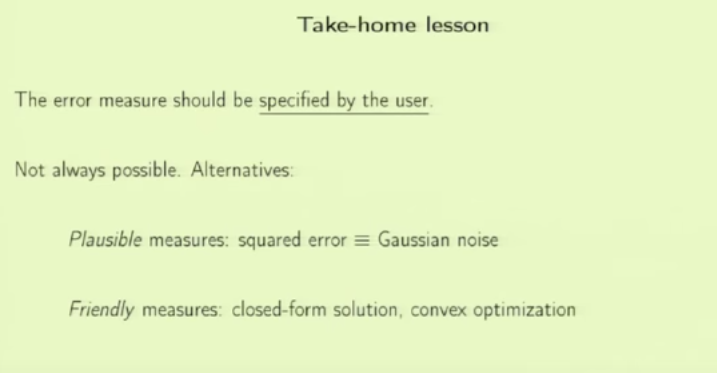 Take-home lesson
The error measure should be specified by the user.
Not always possible. Alternatives:
Plausible measures: squared error ≡ Gaussian noise
Friendly measures: closed-form solution, convex optimization